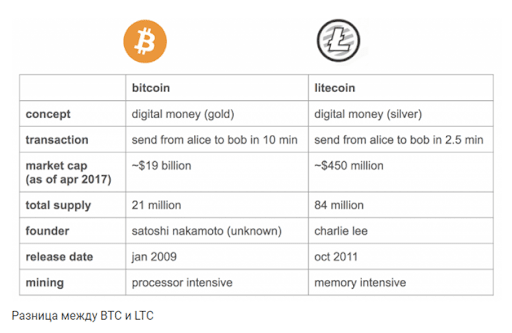 bitcoin litecoin
concept digital money (gold) digital money (silver)
transaction send from alice to bob in 10 min send from alice to bob in 2.5 min
market cap ~$19 billion ~$450 million
(as of apr 2017)
total supply 21 million 84 million
founder satoshi nakamoto (unknown) charlie lee
release date jan 2009 oct 2011
mining processor intensive memory intensive
Разница между BTC и LTC